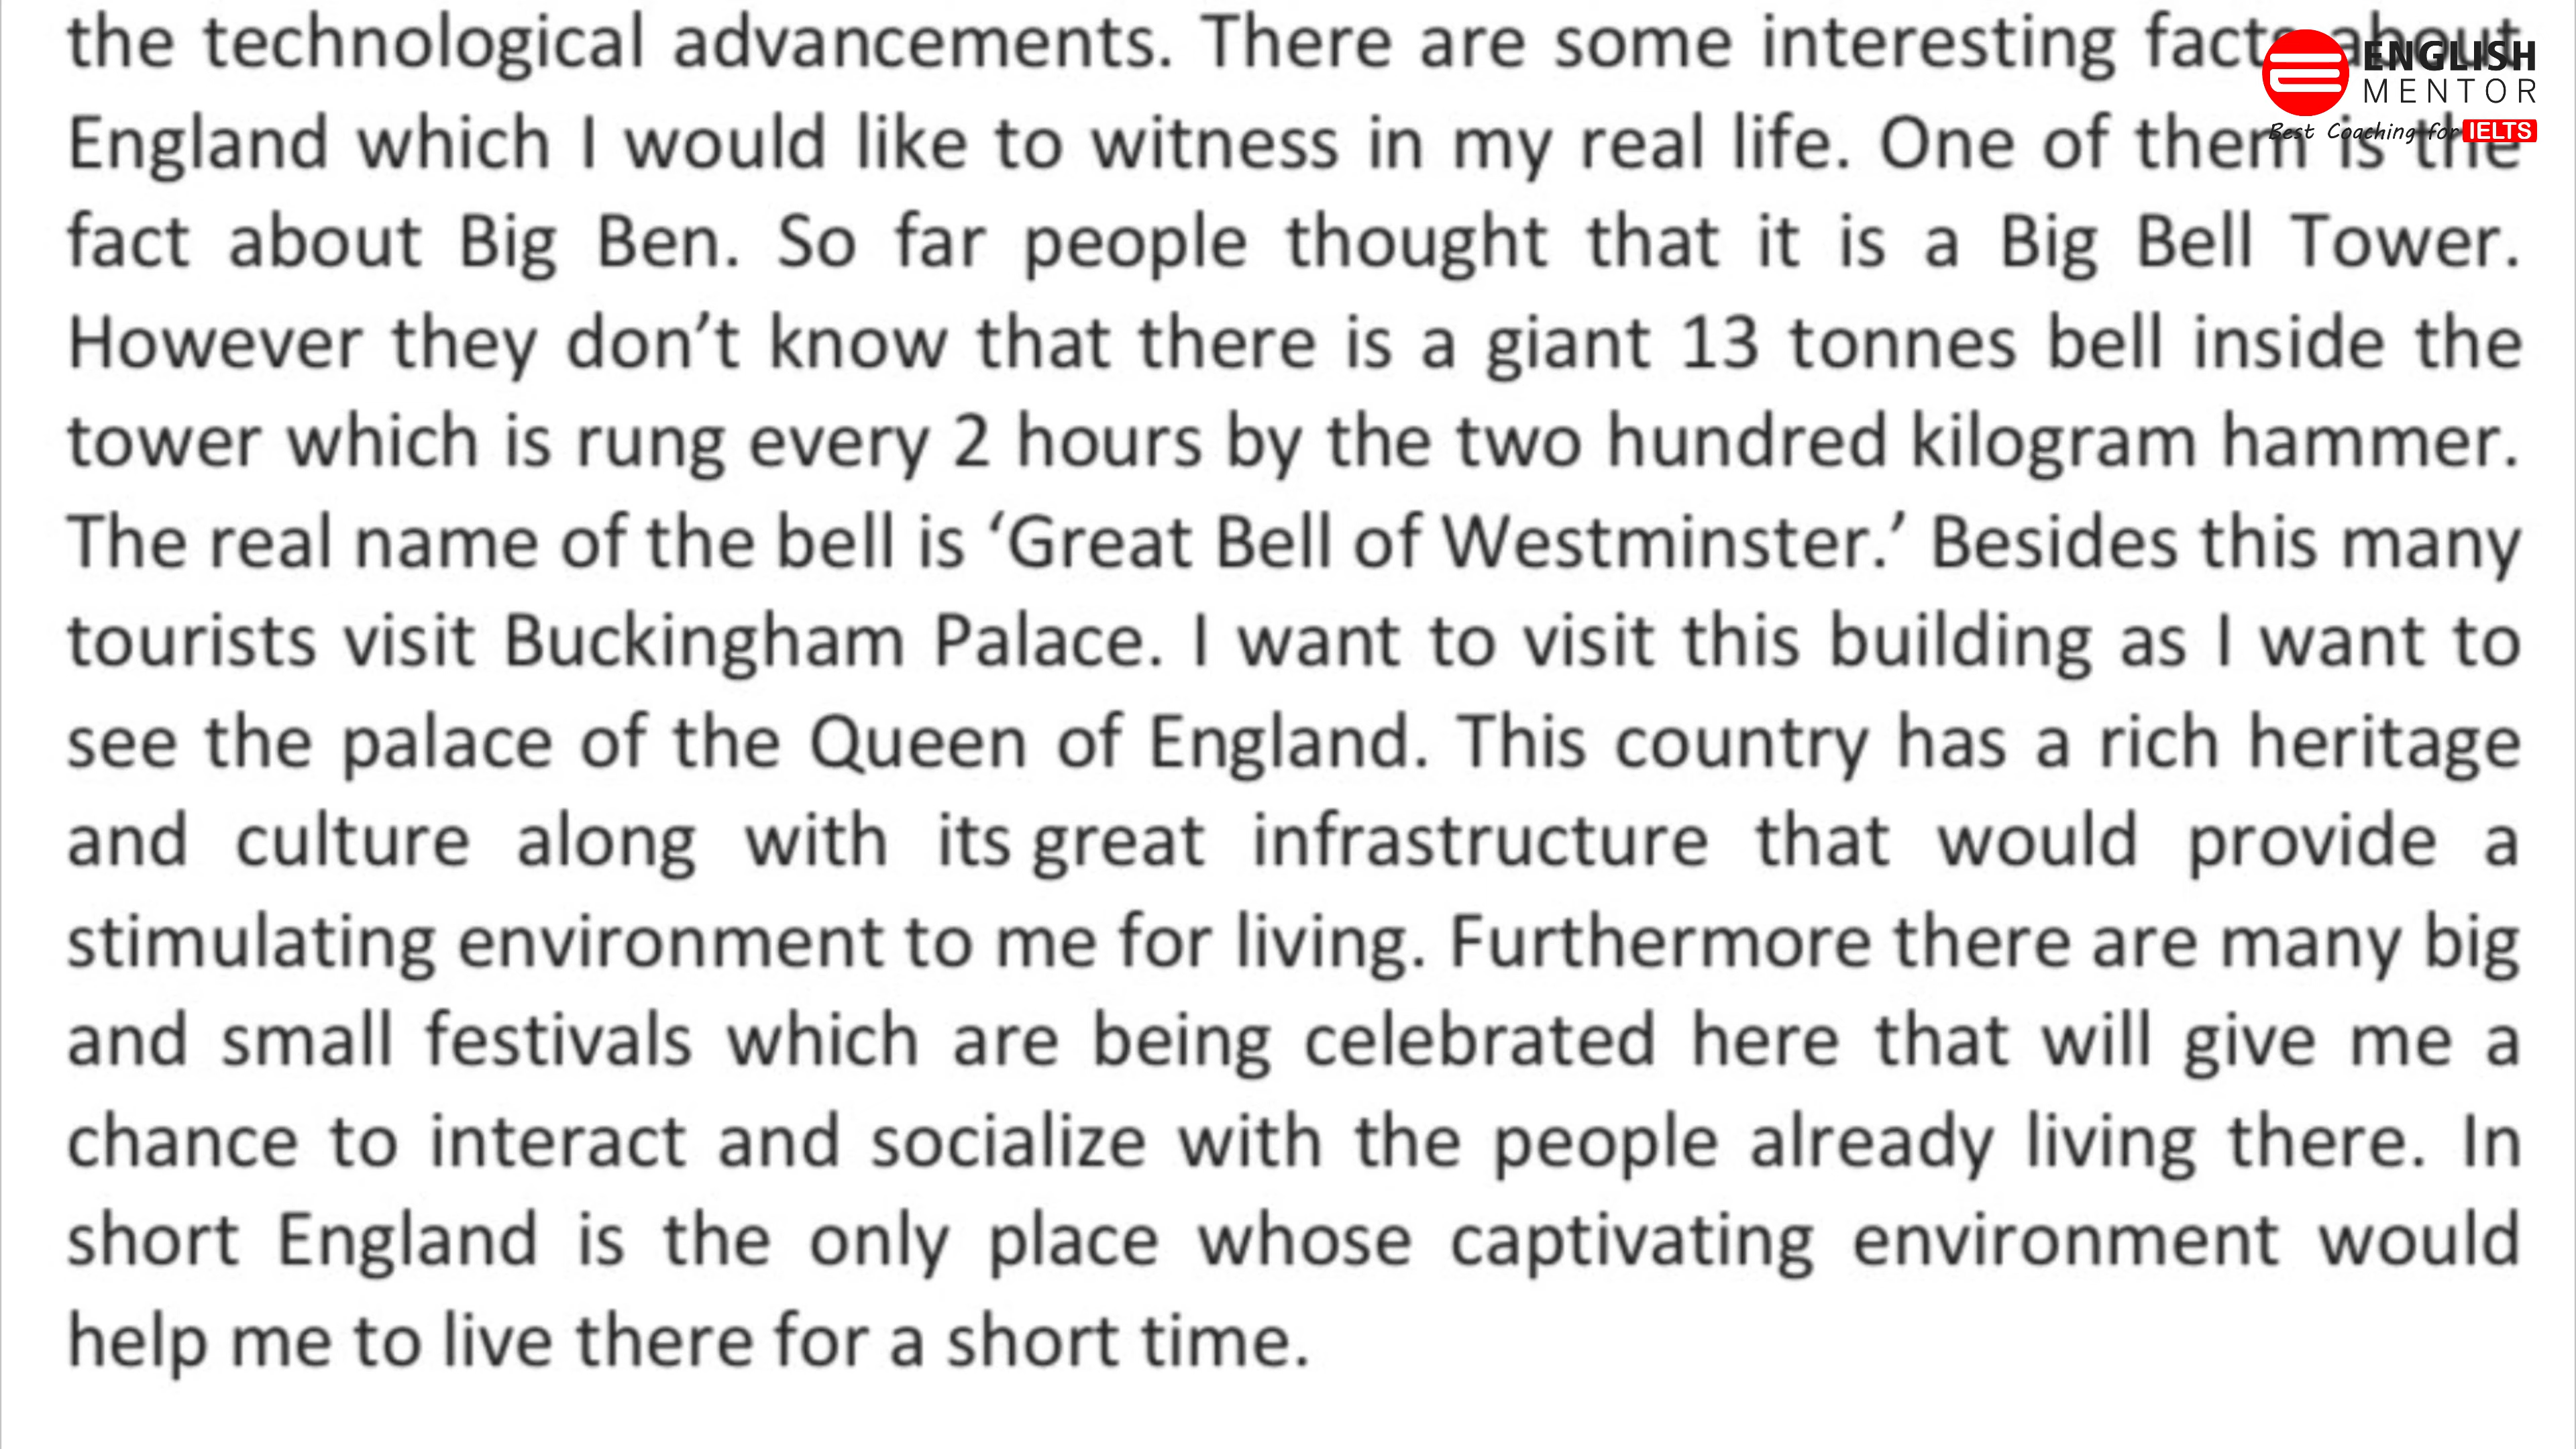 the technological advancements. There are some interesting facts about
England which I would like to witness in my real life. One of them is the
fact about Big Ben. So far people thought that it is a Big Bell Tower.
However they don’t know that there is a giant 13 tonnes bell inside the
tower which is rung every 2 hours by the two hundred kilogram hammer.
The real name of the bell is ‘Great Bell of Westminster.’ Besides this many
tourists visit Buckingham Palace. I want to visit this building as I want to
see the palace of the Queen of England. This country has a rich heritage
and culture along with its great infrastructure that would provide a
stimulating environment to me for living. Furthermore there are many big
and small festivals which are being celebrated here that will give me a
chance to interact and socialize with the people already living there. In
short England is the only place whose captivating environment would
help me to live there for a short time.
ENGLISH
MENTOR
Best Coaching for IELTS